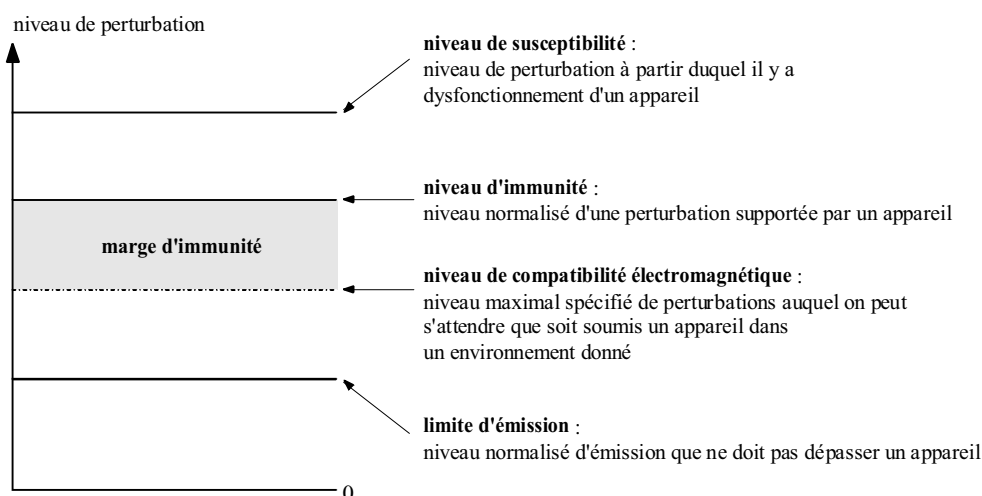 niveau de perturbation
niveau de susceptibilité :
niveau de perturbation à partir duquel il y a
dysfonctionnement d'un appareil
niveau d'immunité :
niveau normalisé d'une perturbation supportée par un appareil
marge d'immunité
niveau de compatibilité électromagnétique :
niveau maximal spécifié de perturbations auquel on peut
s'attendre que soit soumis un appareil dans
un environnement donné
limite d'émission :
niveau normalisé d'émission que ne doit pas dépasser un appareil
0